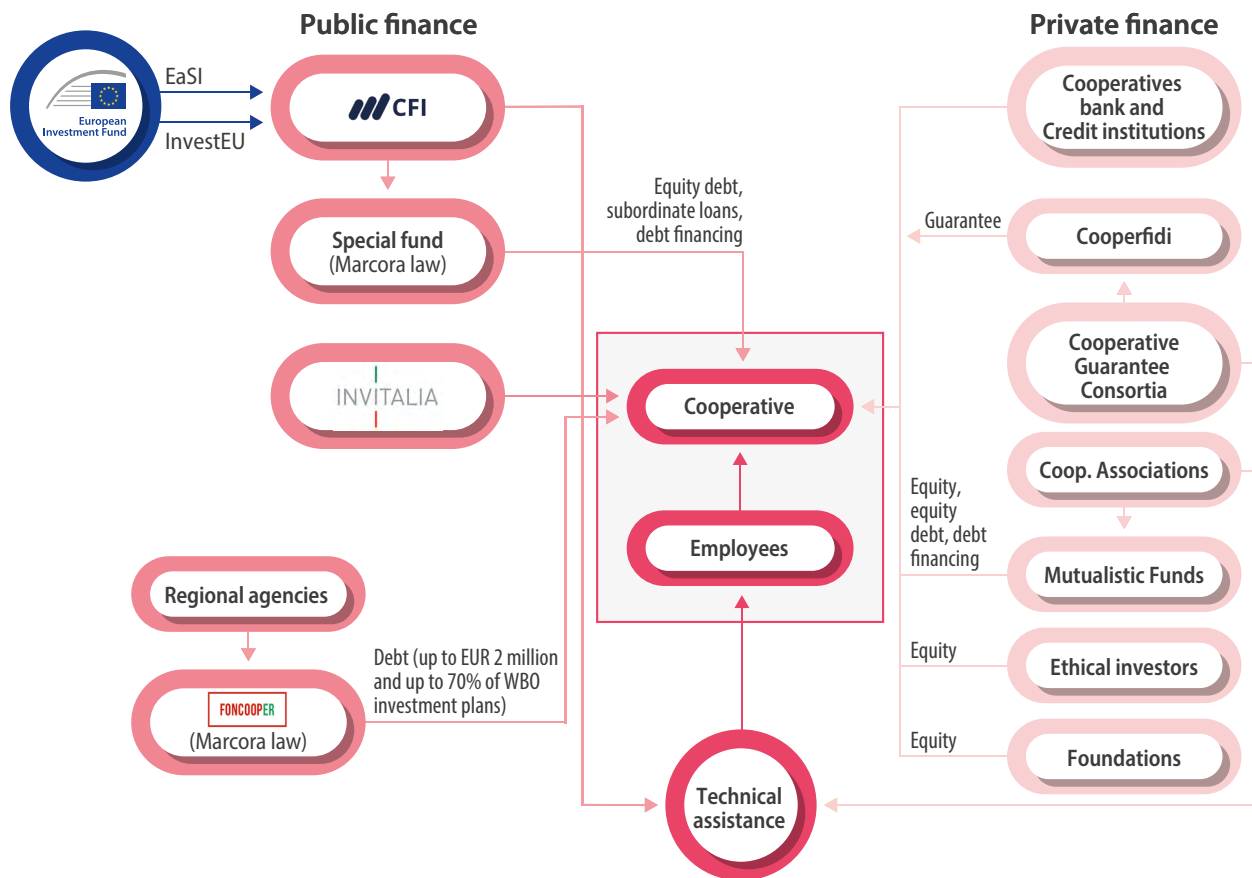 Public finance
Private finance
European
Investment Fund
EaSI
InvestEU
CFI
Special fund
(Marcora law)
Equity debt,
subordinate loans,
debt financing
INVITALIA
Regional agencies
FONCOOPER
(Marcora law)
Debt (up to EUR 2 million
and up to 70% of WBO
investment plans)
Cooperative
Employees
Technical
assistance
Cooperatives
bank and
Credit institutions
Guarantee
Cooperfidi
Cooperative
Guarantee
Consortia
Coop. Associations
Equity,
equity
debt, debt
financing
Mutualistic Funds
Equity
Ethical investors
Equity
Foundations